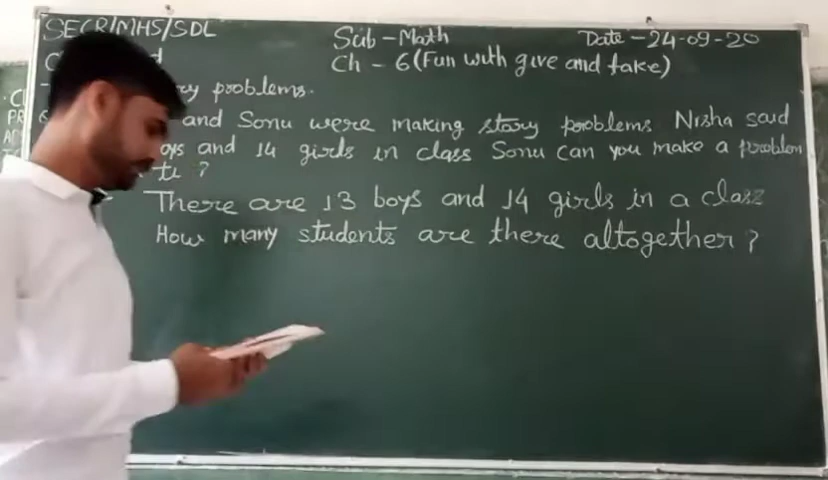 SECR/MHS/SDL
Sub - Math
Date - 24-09-20
Ch - 6 (Fun with give and take)
ry problems.
and Sonu were making story problems Nisha said
oys and 14 girls in class Sonu can you make a problem
?
There are 13 boys and 14 girls in a class
How many students are there altogether ?